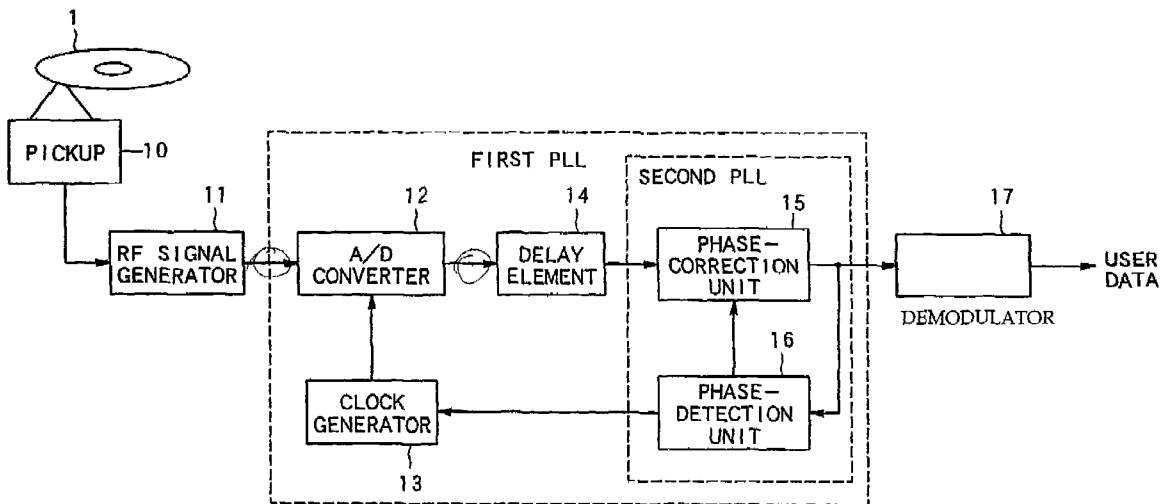 1
PICKUP
10
FIRST PLL
SECOND PLL
11
RF SIGNAL
GENERATOR
12
A/D
CONVERTER
14
DELAY
ELEMENT
15
PHASE-
CORRECTION
UNIT
17
DEMODULATOR
USER
DATA
16
PHASE-
DETECTION
UNIT
CLOCK
GENERATOR
13